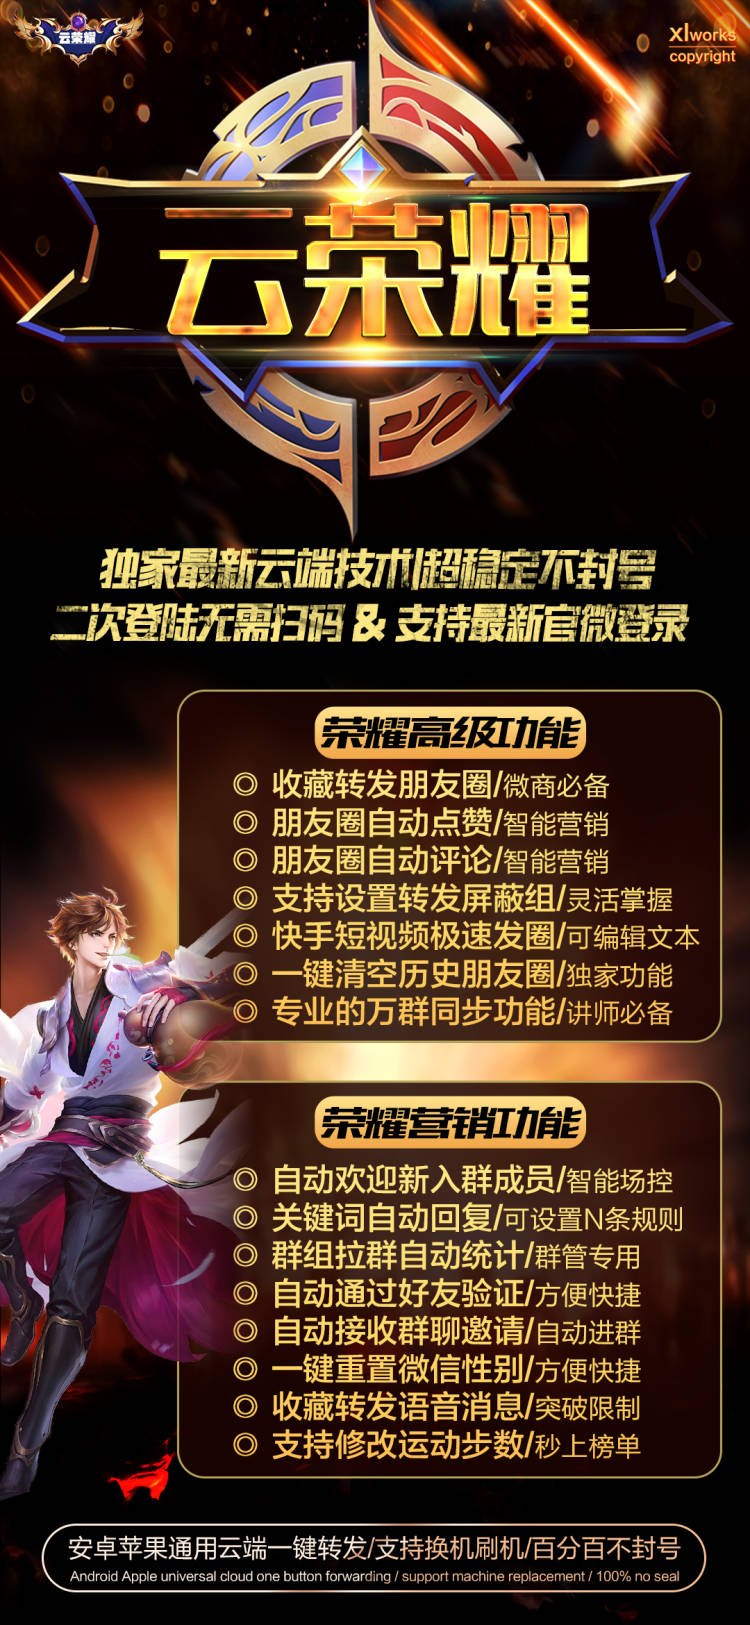 云荣耀
XIworks
copyright
云荣耀
独家最新云端技术|超稳定不封号
二次登陆无需扫码 & 支持最新官微登录
荣耀高级功能
◎ 收藏转发朋友圈/微商必备
◎ 朋友圈自动点赞/智能营销
◎ 朋友圈自动评论/智能营销
◎ 支持设置转发屏蔽组/灵活掌握
◎ 快手短视频极速发圈/可编辑文本
◎ 一键清空历史朋友圈/独家功能
◎ 专业的万群同步功能/讲师必备
荣耀营销功能
◎ 自动欢迎新入群成员/智能场控
◎ 关键词自动回复/可设置N条规则
◎ 群组拉群自动统计/群管专用
◎ 自动通过好友验证/方便快捷
◎ 自动接收群聊邀请/自动进群
◎ 一键重置微信性别/方便快捷
◎ 收藏转发语音消息/突破限制
◎ 支持修改运动步数/秒上榜单
安卓苹果通用云端一键转发/支持换机刷机/百分百不封号
Android Apple universal cloud one button forwarding / support machine replacement / 100% no seal